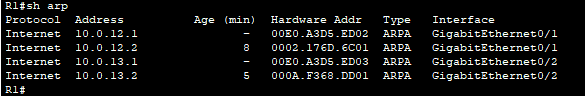 R1#sh arp
Protocol  Address          Age (min)  Hardware Addr   Type   Interface
Internet  10.0.12.1               -   00E0.A3D5.ED02  ARPA   GigabitEthernet0/1
Internet  10.0.12.2               8   0002.176D.6C01  ARPA   GigabitEthernet0/1
Internet  10.0.13.1               -   00E0.A3D5.ED03  ARPA   GigabitEthernet0/2
Internet  10.0.13.2               5   000A.F368.DD01  ARPA   GigabitEthernet0/2
R1#